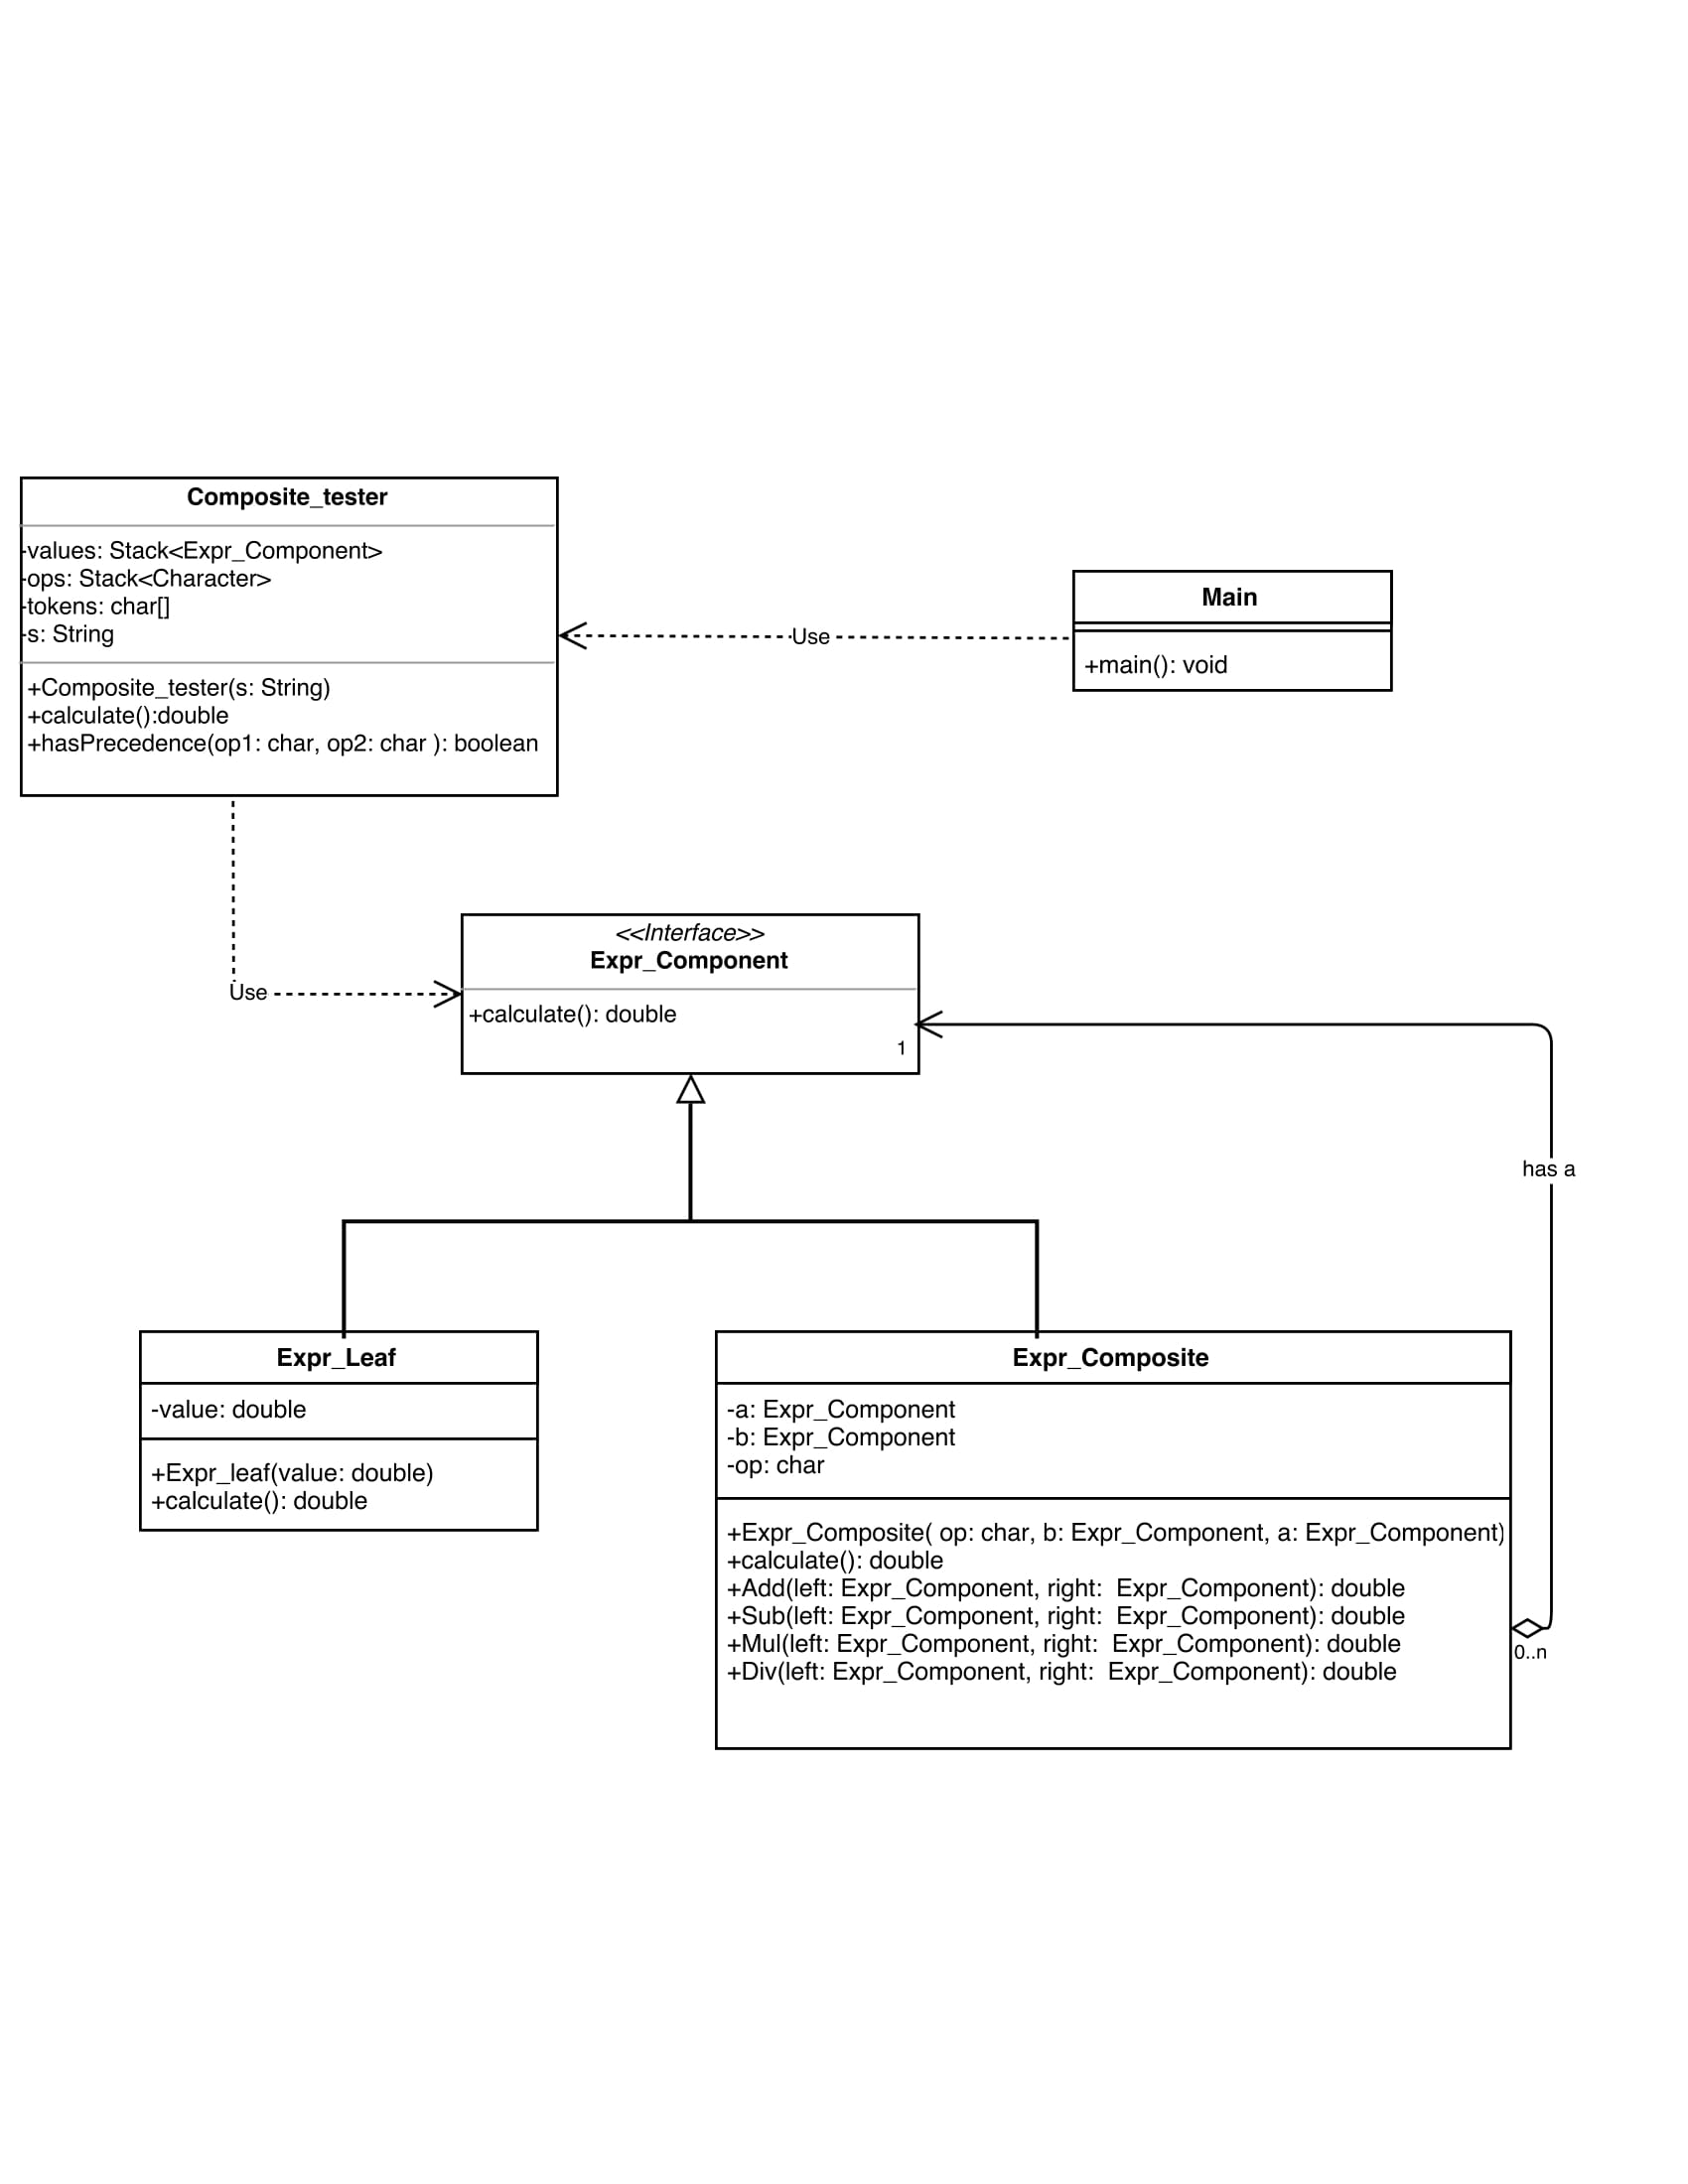 Composite_tester
-values: Stack<Expr_Component>
-ops: Stack<Character>
-tokens: char[]
-s: String
+Composite_tester(s: String)
+calculate():double
+hasPrecedence(op1: char, op2: char ): boolean
Main
+main(): void
Use
Use
<<Interface>>
Expr_Component
+calculate(): double
1
has a
Expr_Leaf
-value: double
+Expr_leaf(value: double)
+calculate(): double
Expr_Composite
-a: Expr_Component
-b: Expr_Component
-op: char
+Expr_Composite( op: char, b: Expr_Component, a: Expr_Component)
+calculate(): double
+Add(left: Expr_Component, right:  Expr_Component): double
+Sub(left: Expr_Component, right:  Expr_Component): double
+Mul(left: Expr_Component, right:  Expr_Component): double
+Div(left: Expr_Component, right:  Expr_Component): double
0..n